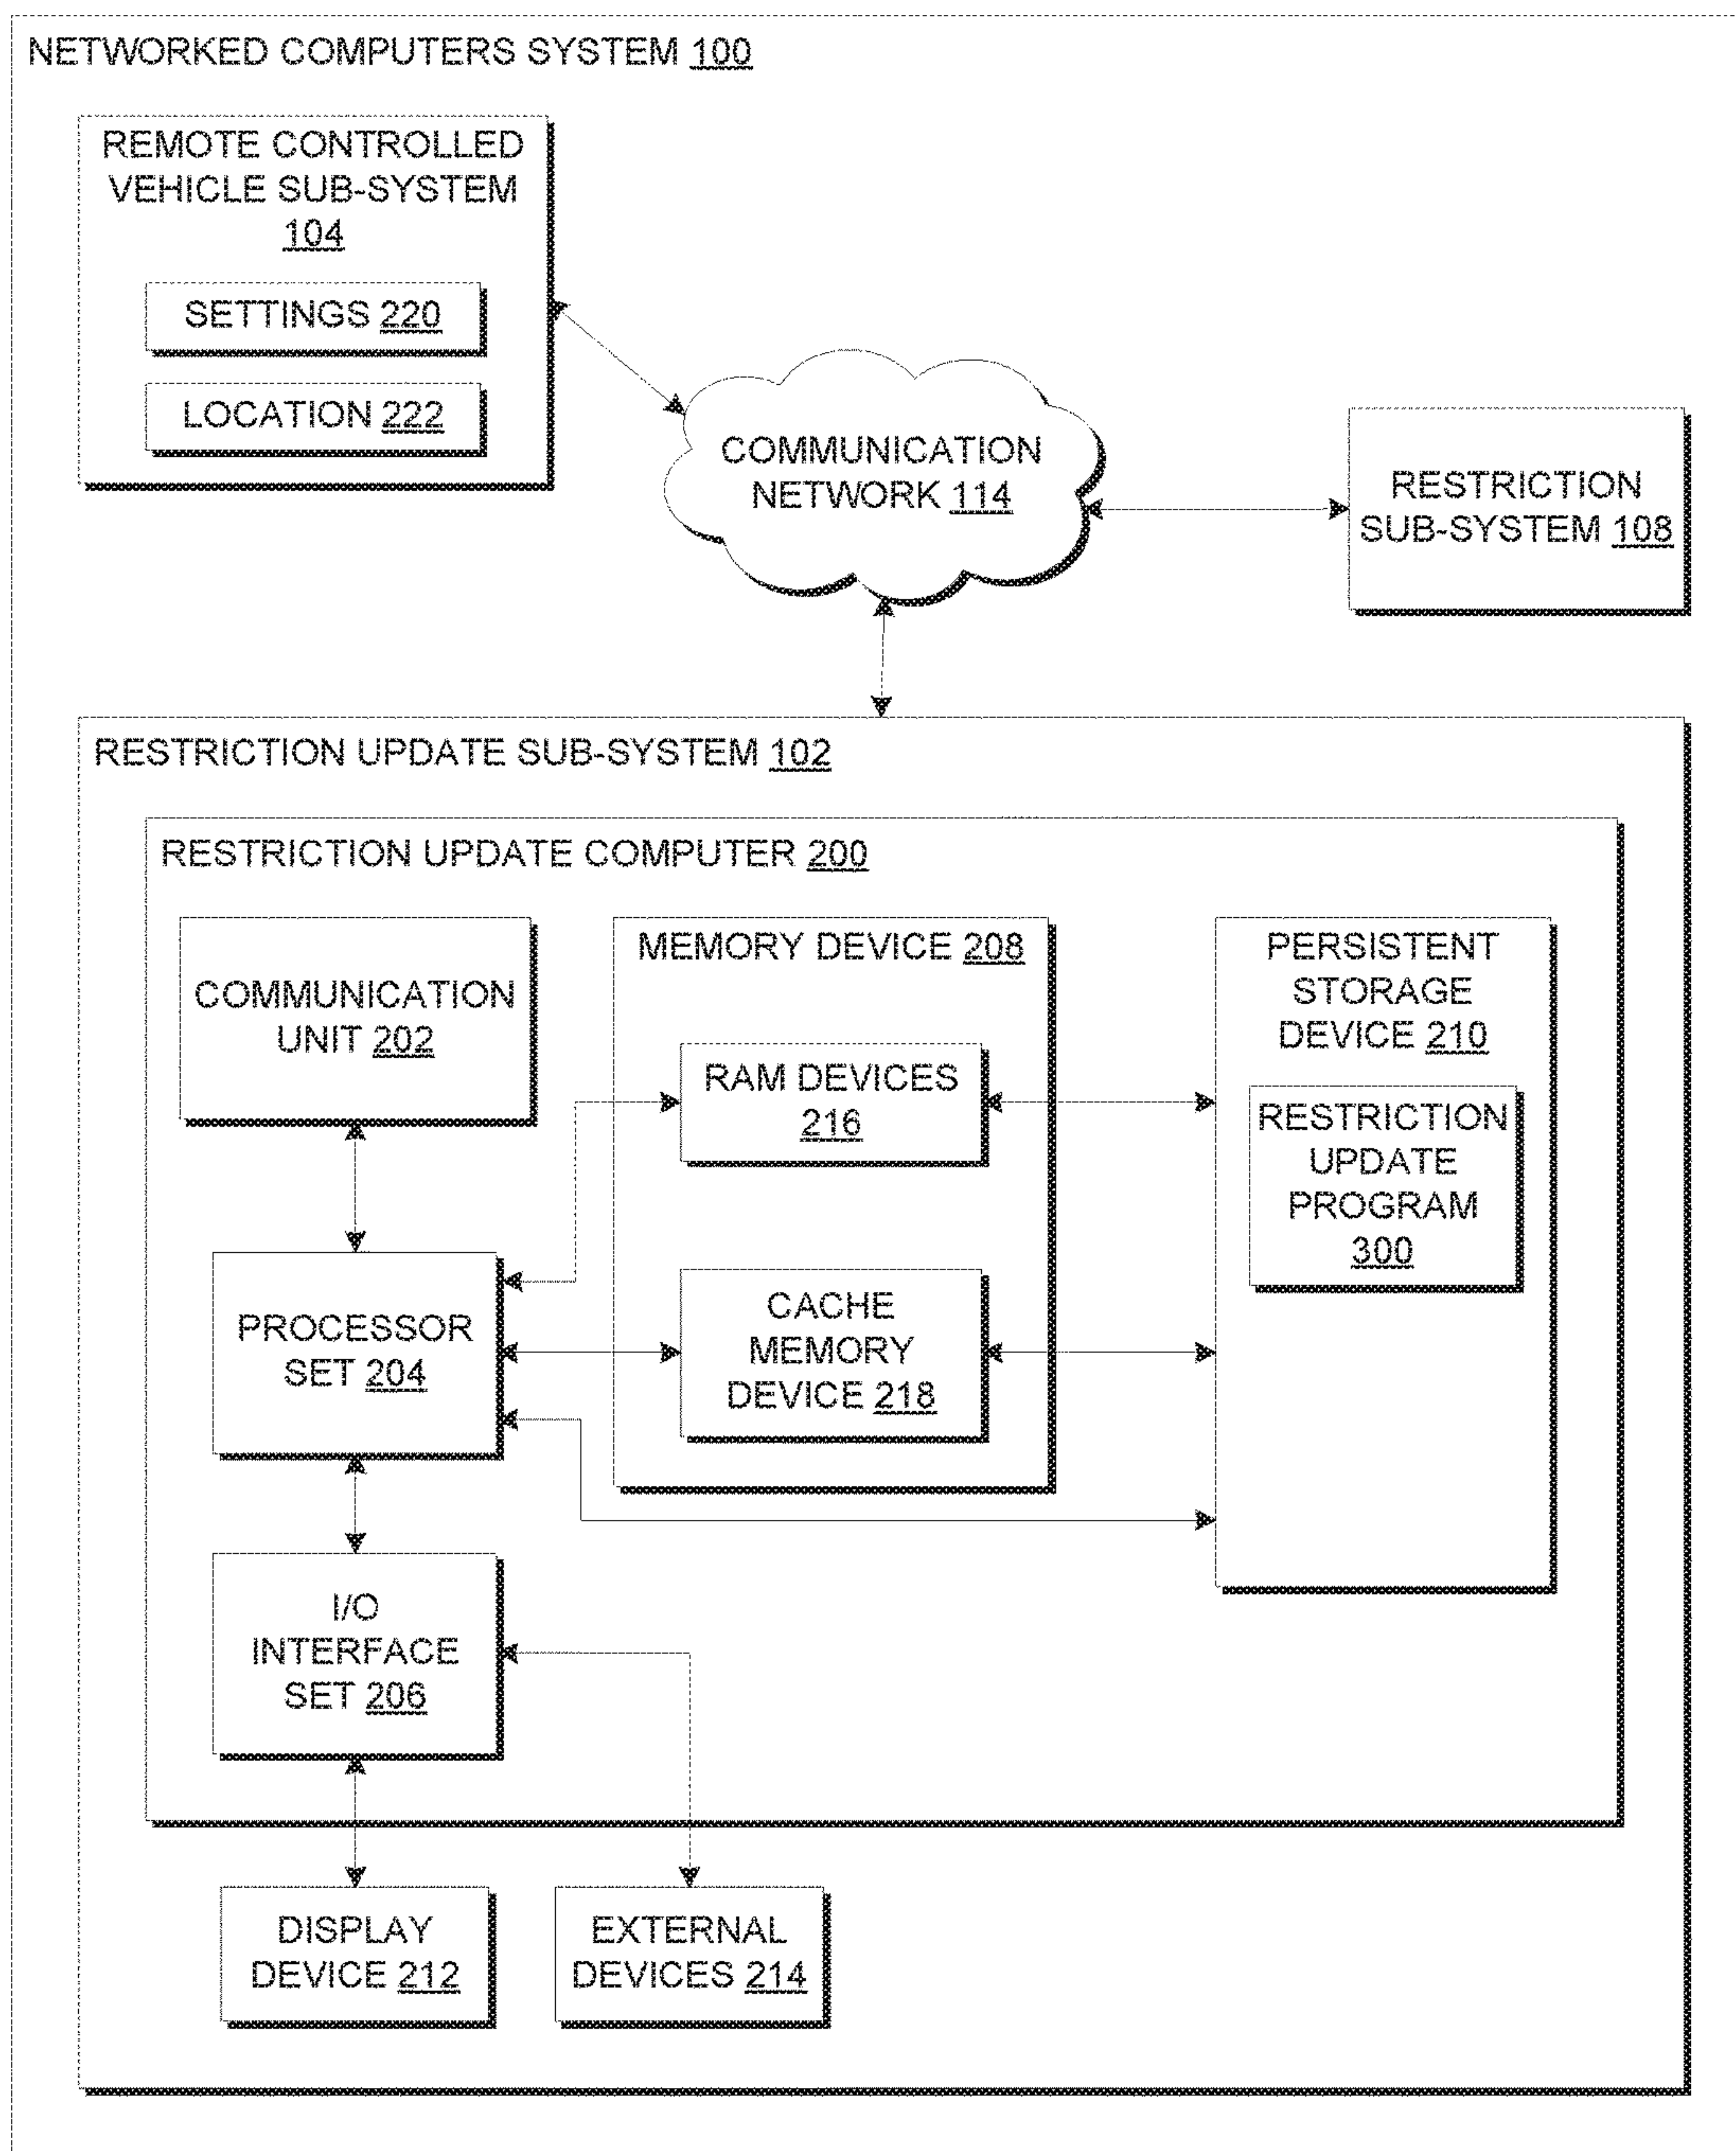 NETWORKED COMPUTERS SYSTEM 100
REMOTE CONTROLLED
VEHICLE SUB-SYSTEM
104
SETTINGS 220
LOCATION 222
COMMUNICATION
NETWORK 114
RESTRICTION
SUB-SYSTEM 108
RESTRICTION UPDATE SUB-SYSTEM 102
RESTRICTION UPDATE COMPUTER 200
COMMUNICATION
UNIT 202
MEMORY DEVICE 208
RAM DEVICES
216
PERSISTENT
STORAGE
DEVICE 210
RESTRICTION
UPDATE
PROGRAM
300
PROCESSOR
SET 204
CACHE
MEMORY
DEVICE 218
I/O
INTERFACE
SET 206
DISPLAY
DEVICE 212
EXTERNAL
DEVICES 214